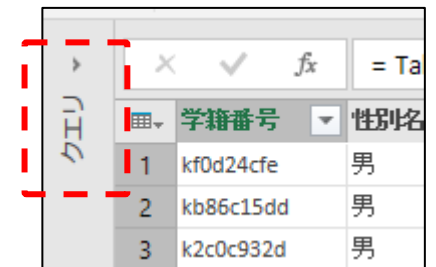 クエリ
fx = Ta
学籍番号 性別名
1 kf0d24cfe 男
2 kb86c15dd 男
3 k2c0c932d 男